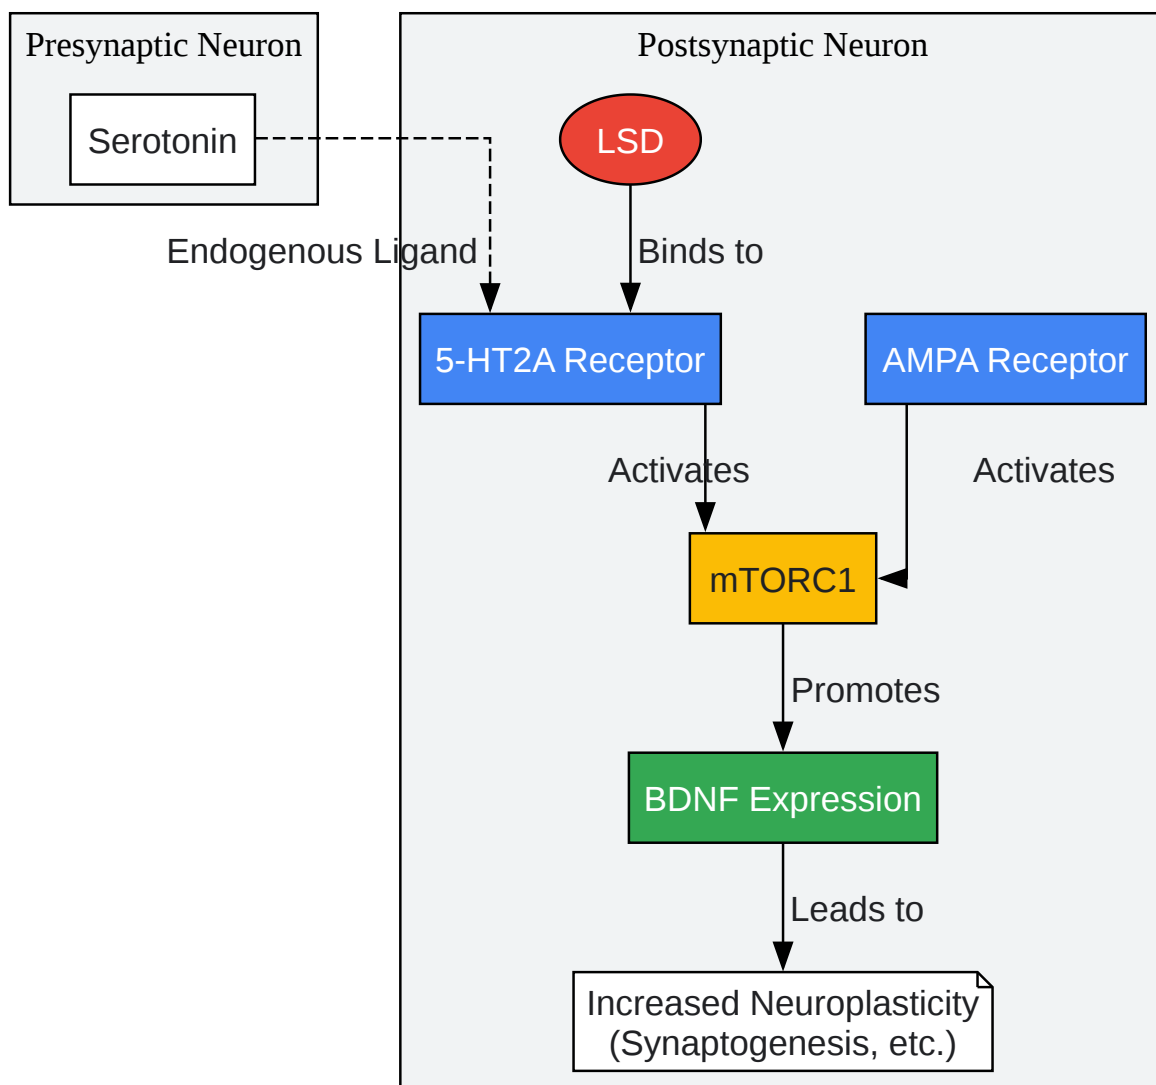 Presynaptic Neuron
Postsynaptic Neuron
Serotonin
LSD
Endogenous Ligand
Binds to
5-HT2A Receptor
AMPA Receptor
Activates
Activates
mTORC1
Promotes
BDNF Expression
Leads to
Increased Neuroplasticity
(Synaptogenesis, etc.)